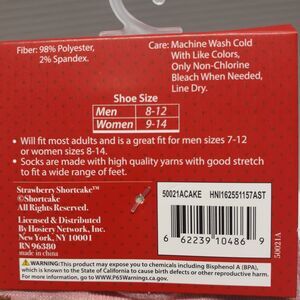 Fiber: 98% Polyester,
2% Spandex.
Care: Machine Wash Cold
With Like Colors,
Only Non-Chlorine
Bleach When Needed,
Line Dry.
Shoe Size
Men 8-12
Women 9-14
• Will fit most adults and is a great fit for men sizes 7-12
or women sizes 8-14.
• Socks are made with high quality yarns with good stretch
to fit a wide range of feet.
Strawberry Shortcake™
©Shortcake
All Rights Reserved.
Licensed & Distributed
By Hosiery Network, Inc.
New York, NY 10001
RN 96380
made in china
50021ACAKE HNI162551157AST
6 62239 10486 9
50021A
WARNING: This product may expose you to chemicals including Bisphenol A (BPA),
which is known to the State of California to cause birth defects or other reproductive harm.
For more information, go to www.P65Warnings.ca.gov.